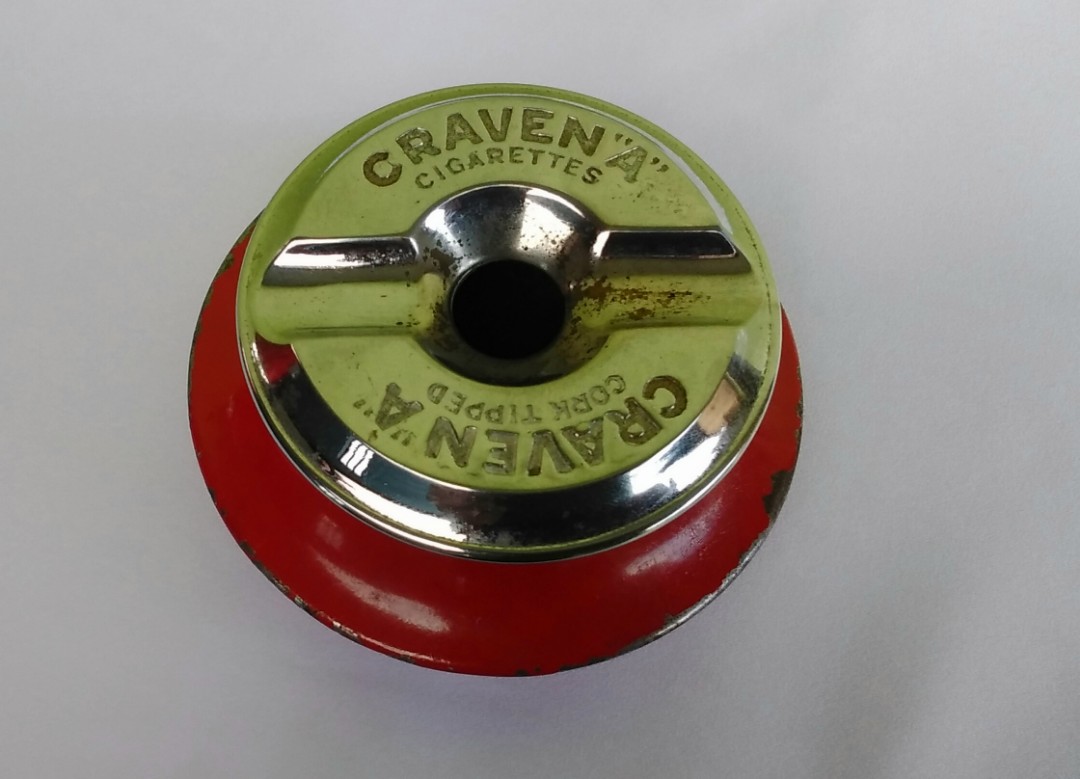 CRAVEN "A"
CIGARETTES
CRAVEN "A"
CORK TIPPED